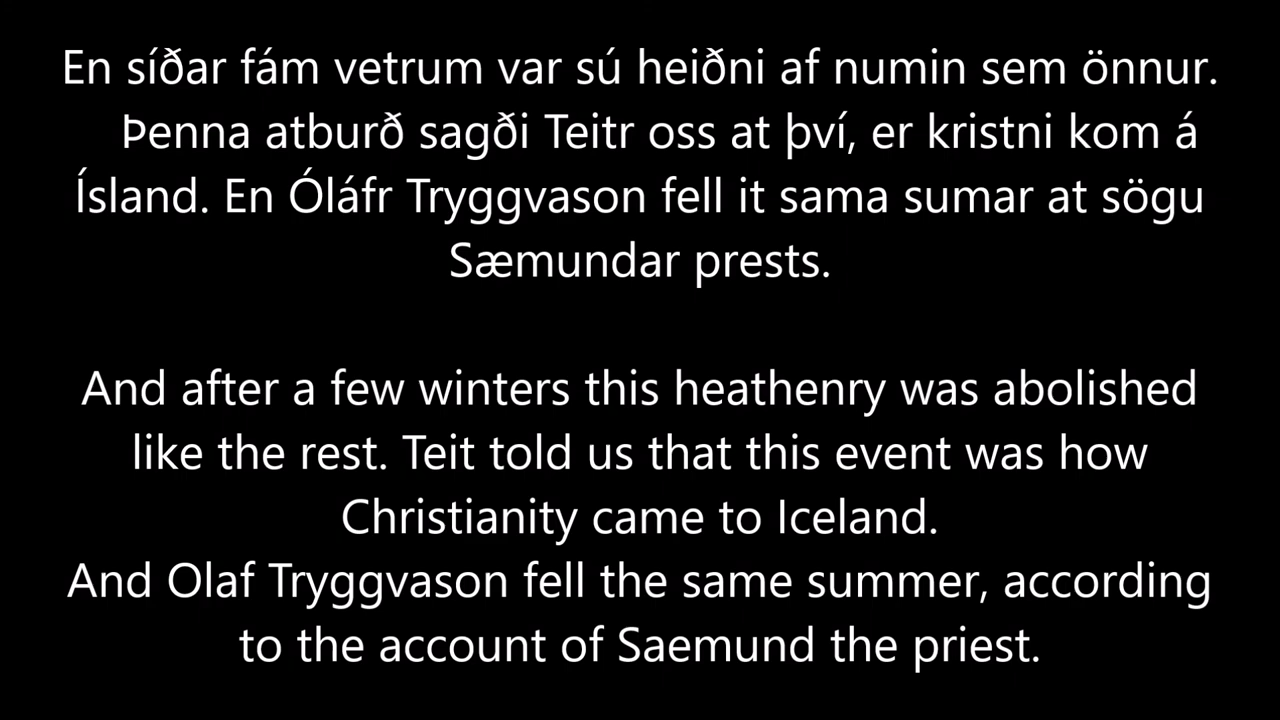 En síðar fám vetrum var sú heiðni af numin sem önnur.
Þenna atburð sagði Teitr oss at því, er kristni kom á
Ísland. En Óláfr Tryggvason fell it sama sumar at sögu
Sæmundar prests.
And after a few winters this heathenry was abolished
like the rest. Teit told us that this event was how
Christianity came to Iceland.
And Olaf Tryggvason fell the same summer, according
to the account of Saemund the priest.